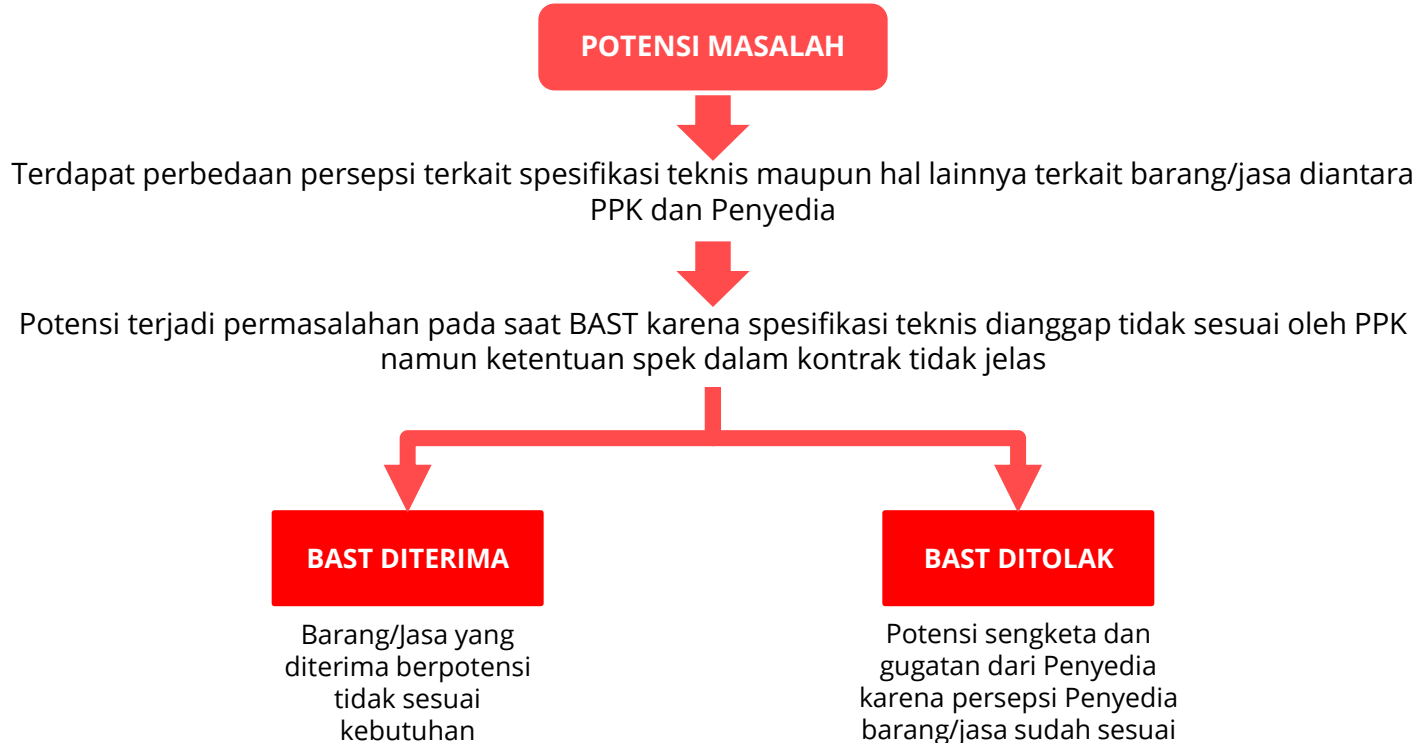 POTENSI MASALAH
Terdapat perbedaan persepsi terkait spesifikasi teknis maupun hal lainnya terkait barang/jasa diantara
PPK dan Penyedia
Potensi terjadi permasalahan pada saat BAST karena spesifikasi teknis dianggap tidak sesuai oleh PPK
namun ketentuan spek dalam kontrak tidak jelas
BAST DITERIMA
Barang/Jasa yang
diterima berpotensi
tidak sesuai
kebutuhan
BAST DITOLAK
Potensi sengketa dan
gugatan dari Penyedia
karena persepsi Penyedia
barang/jasa sudah sesuai